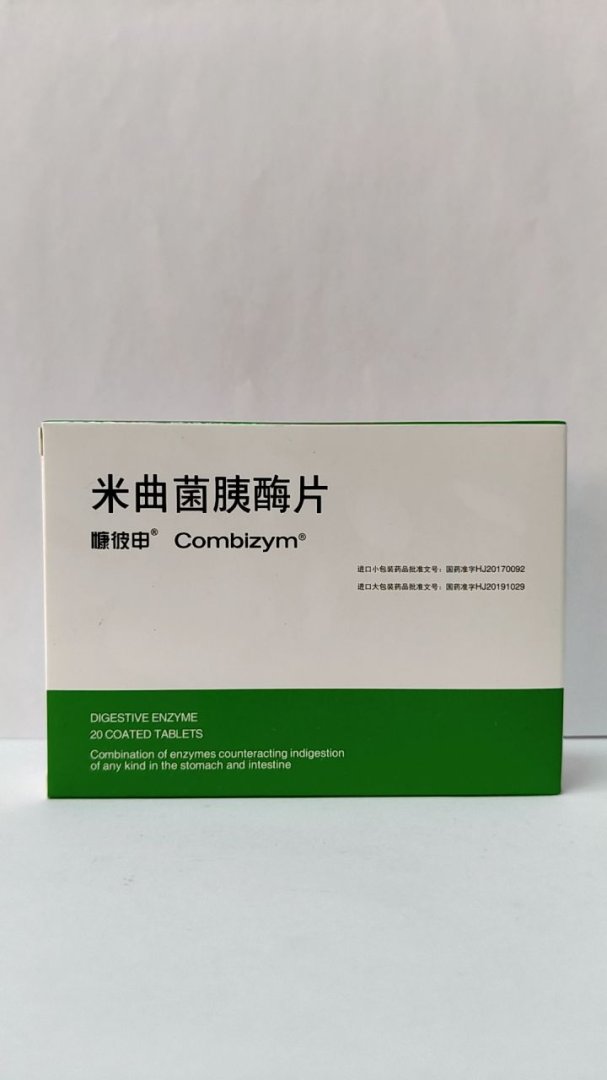 米曲菌胰酶片
慷彼申® Combizym®
进口小包装药品批准文号：国药准字HJ20170092
进口大包装药品批准文号：国药准字HJ20191029
DIGESTIVE ENZYME
20 COATED TABLETS
Combination of enzymes counteracting indigestion
of any kind in the stomach and intestine